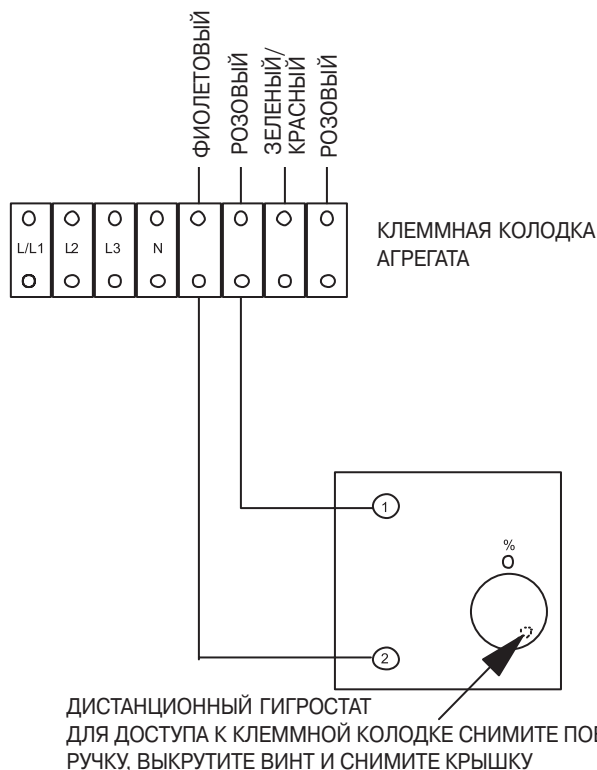 ФИОЛЕТОВЫЙ
РОЗОВЫЙ
ЗЕЛЕНЫЙ/
КРАСНЫЙ
РОЗОВЫЙ
L/L1 L2 L3 N
КЛЕММНАЯ КОЛОДКА
АГРЕГАТА
1
%
2
ДИСТАНЦИОННЫЙ ГИГРОСТАТ
ДЛЯ ДОСТУПА К КЛЕММНОЙ КОЛОДКЕ СНИМИТЕ
РУЧКУ, ВЫКРУТИТЕ ВИНТ И СНИМИТЕ КРЫШКУ